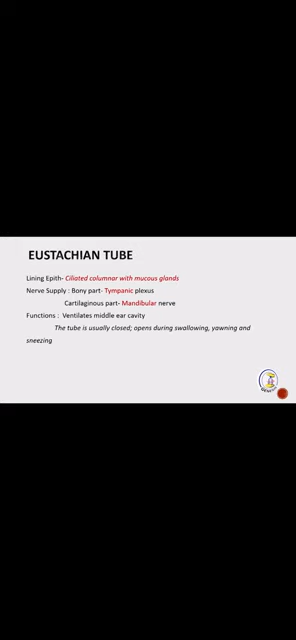 EUSTACHIAN TUBE
Lining Epith- Ciliated columnar with mucous glands
Nerve Supply : Bony part- Tympanic plexus
Cartilaginous part- Mandibular nerve
Functions : Ventilates middle ear cavity
The tube is usually closed; opens during swallowing, yawning and
sneezing